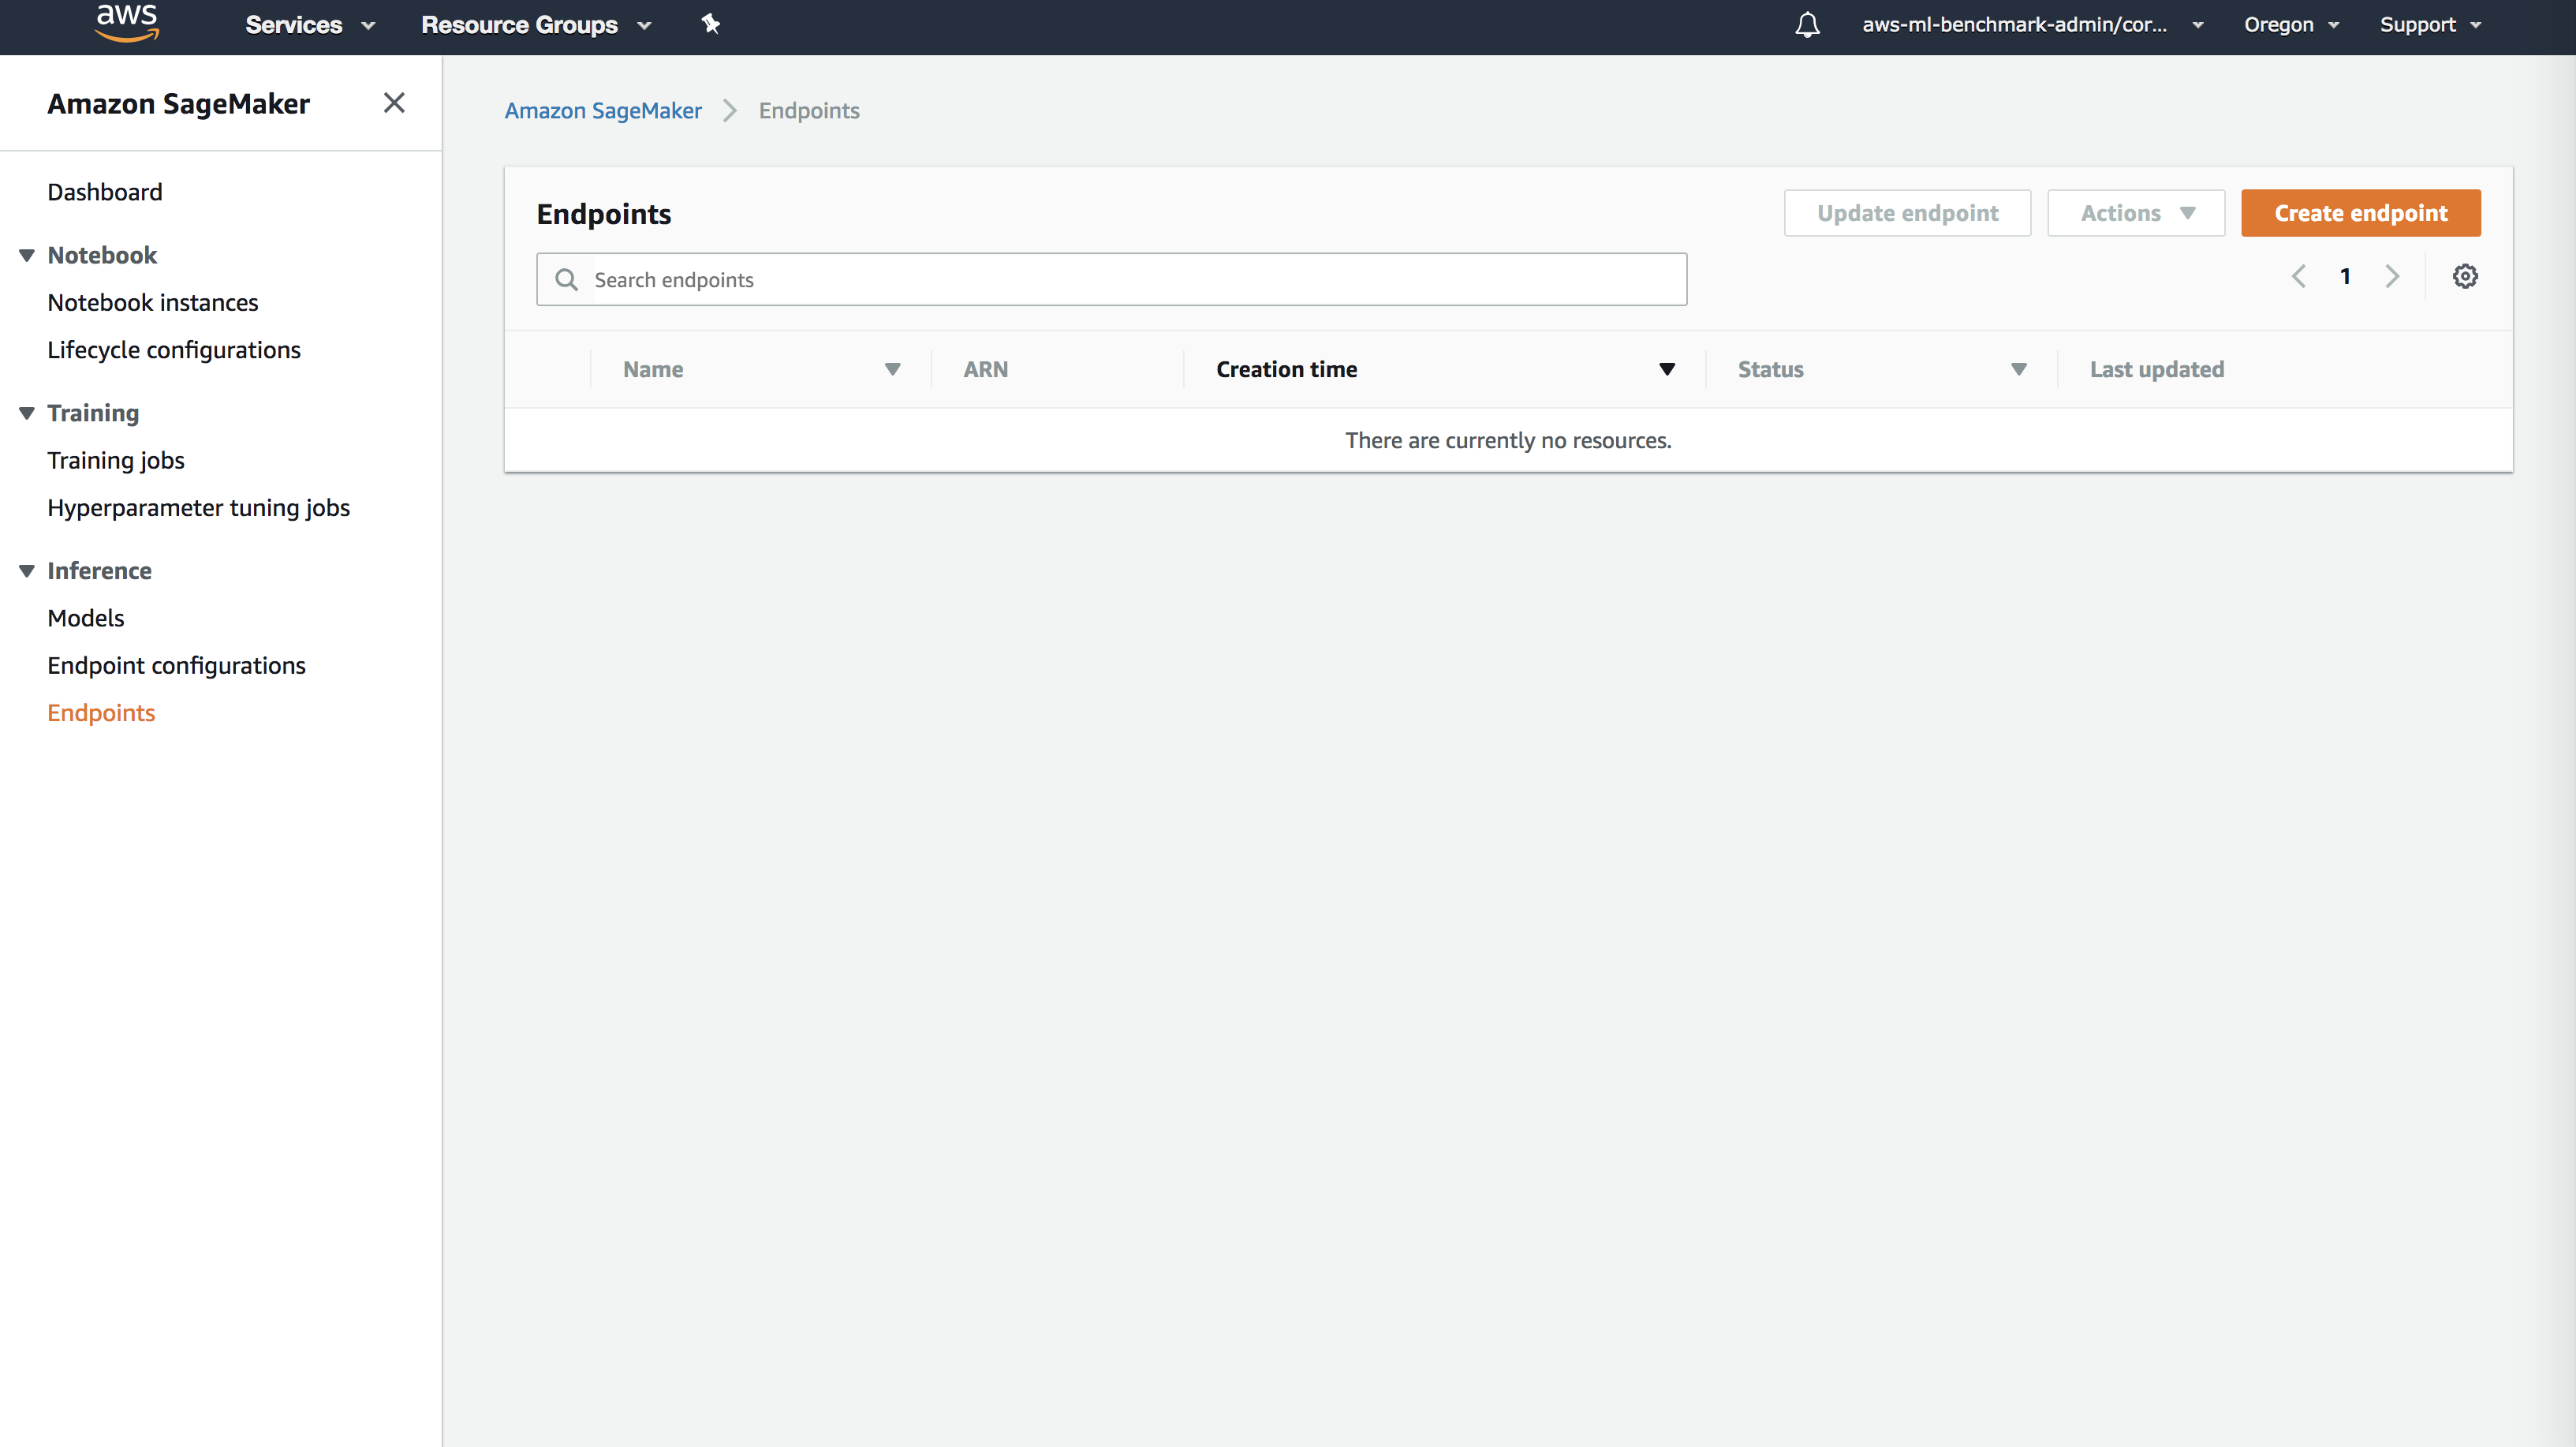 aws Services Resource Groups aws-ml-benchmark-admin/cor... Oregon Support
Amazon SageMaker
Dashboard
Notebook
Notebook instances
Lifecycle configurations
Training
Training jobs
Hyperparameter tuning jobs
Inference
Models
Endpoint configurations
Endpoints
Amazon SageMaker Endpoints
Endpoints Update endpoint Actions Create endpoint
Search endpoints 1
Name ARN Creation time Status Last updated
There are currently no resources.